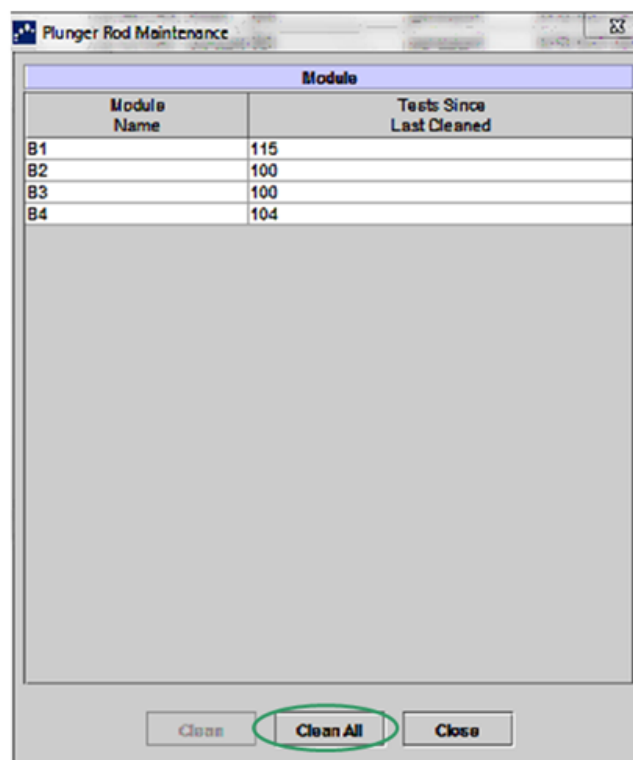 Plunger Rod Maintenance
Module
Module Name
Tests Since Last Cleaned
B1 115
B2 100
B3 100
B4 104
Clean Clean All Close